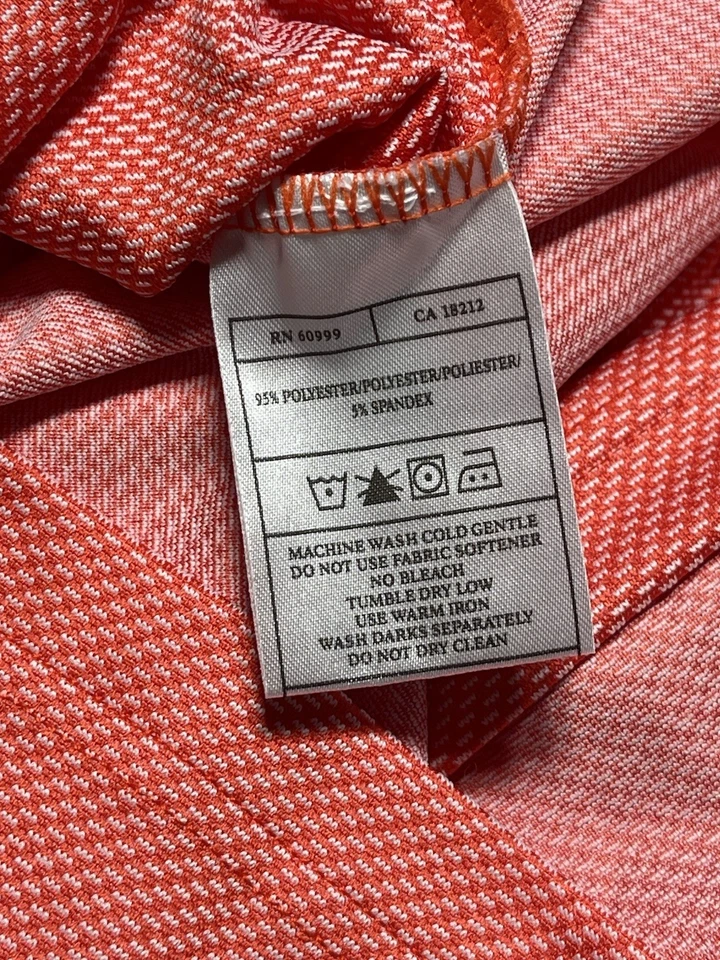 RN 60999 CA 18212
95% POLYESTER/POLYESTER/POLIESTER/
5% SPANDEX
MACHINE WASH COLD GENTLE
DO NOT USE FABRIC SOFTENER
NO BLEACH
TUMBLE DRY LOW
USE WARM IRON
WASH DARKS SEPARATELY
DO NOT DRY CLEAN